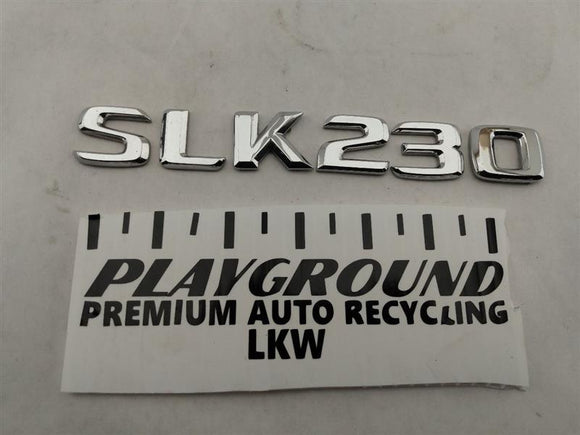 SLK230
PLAYGROUND
PREMIUM AUTO RECYCLING
LKW